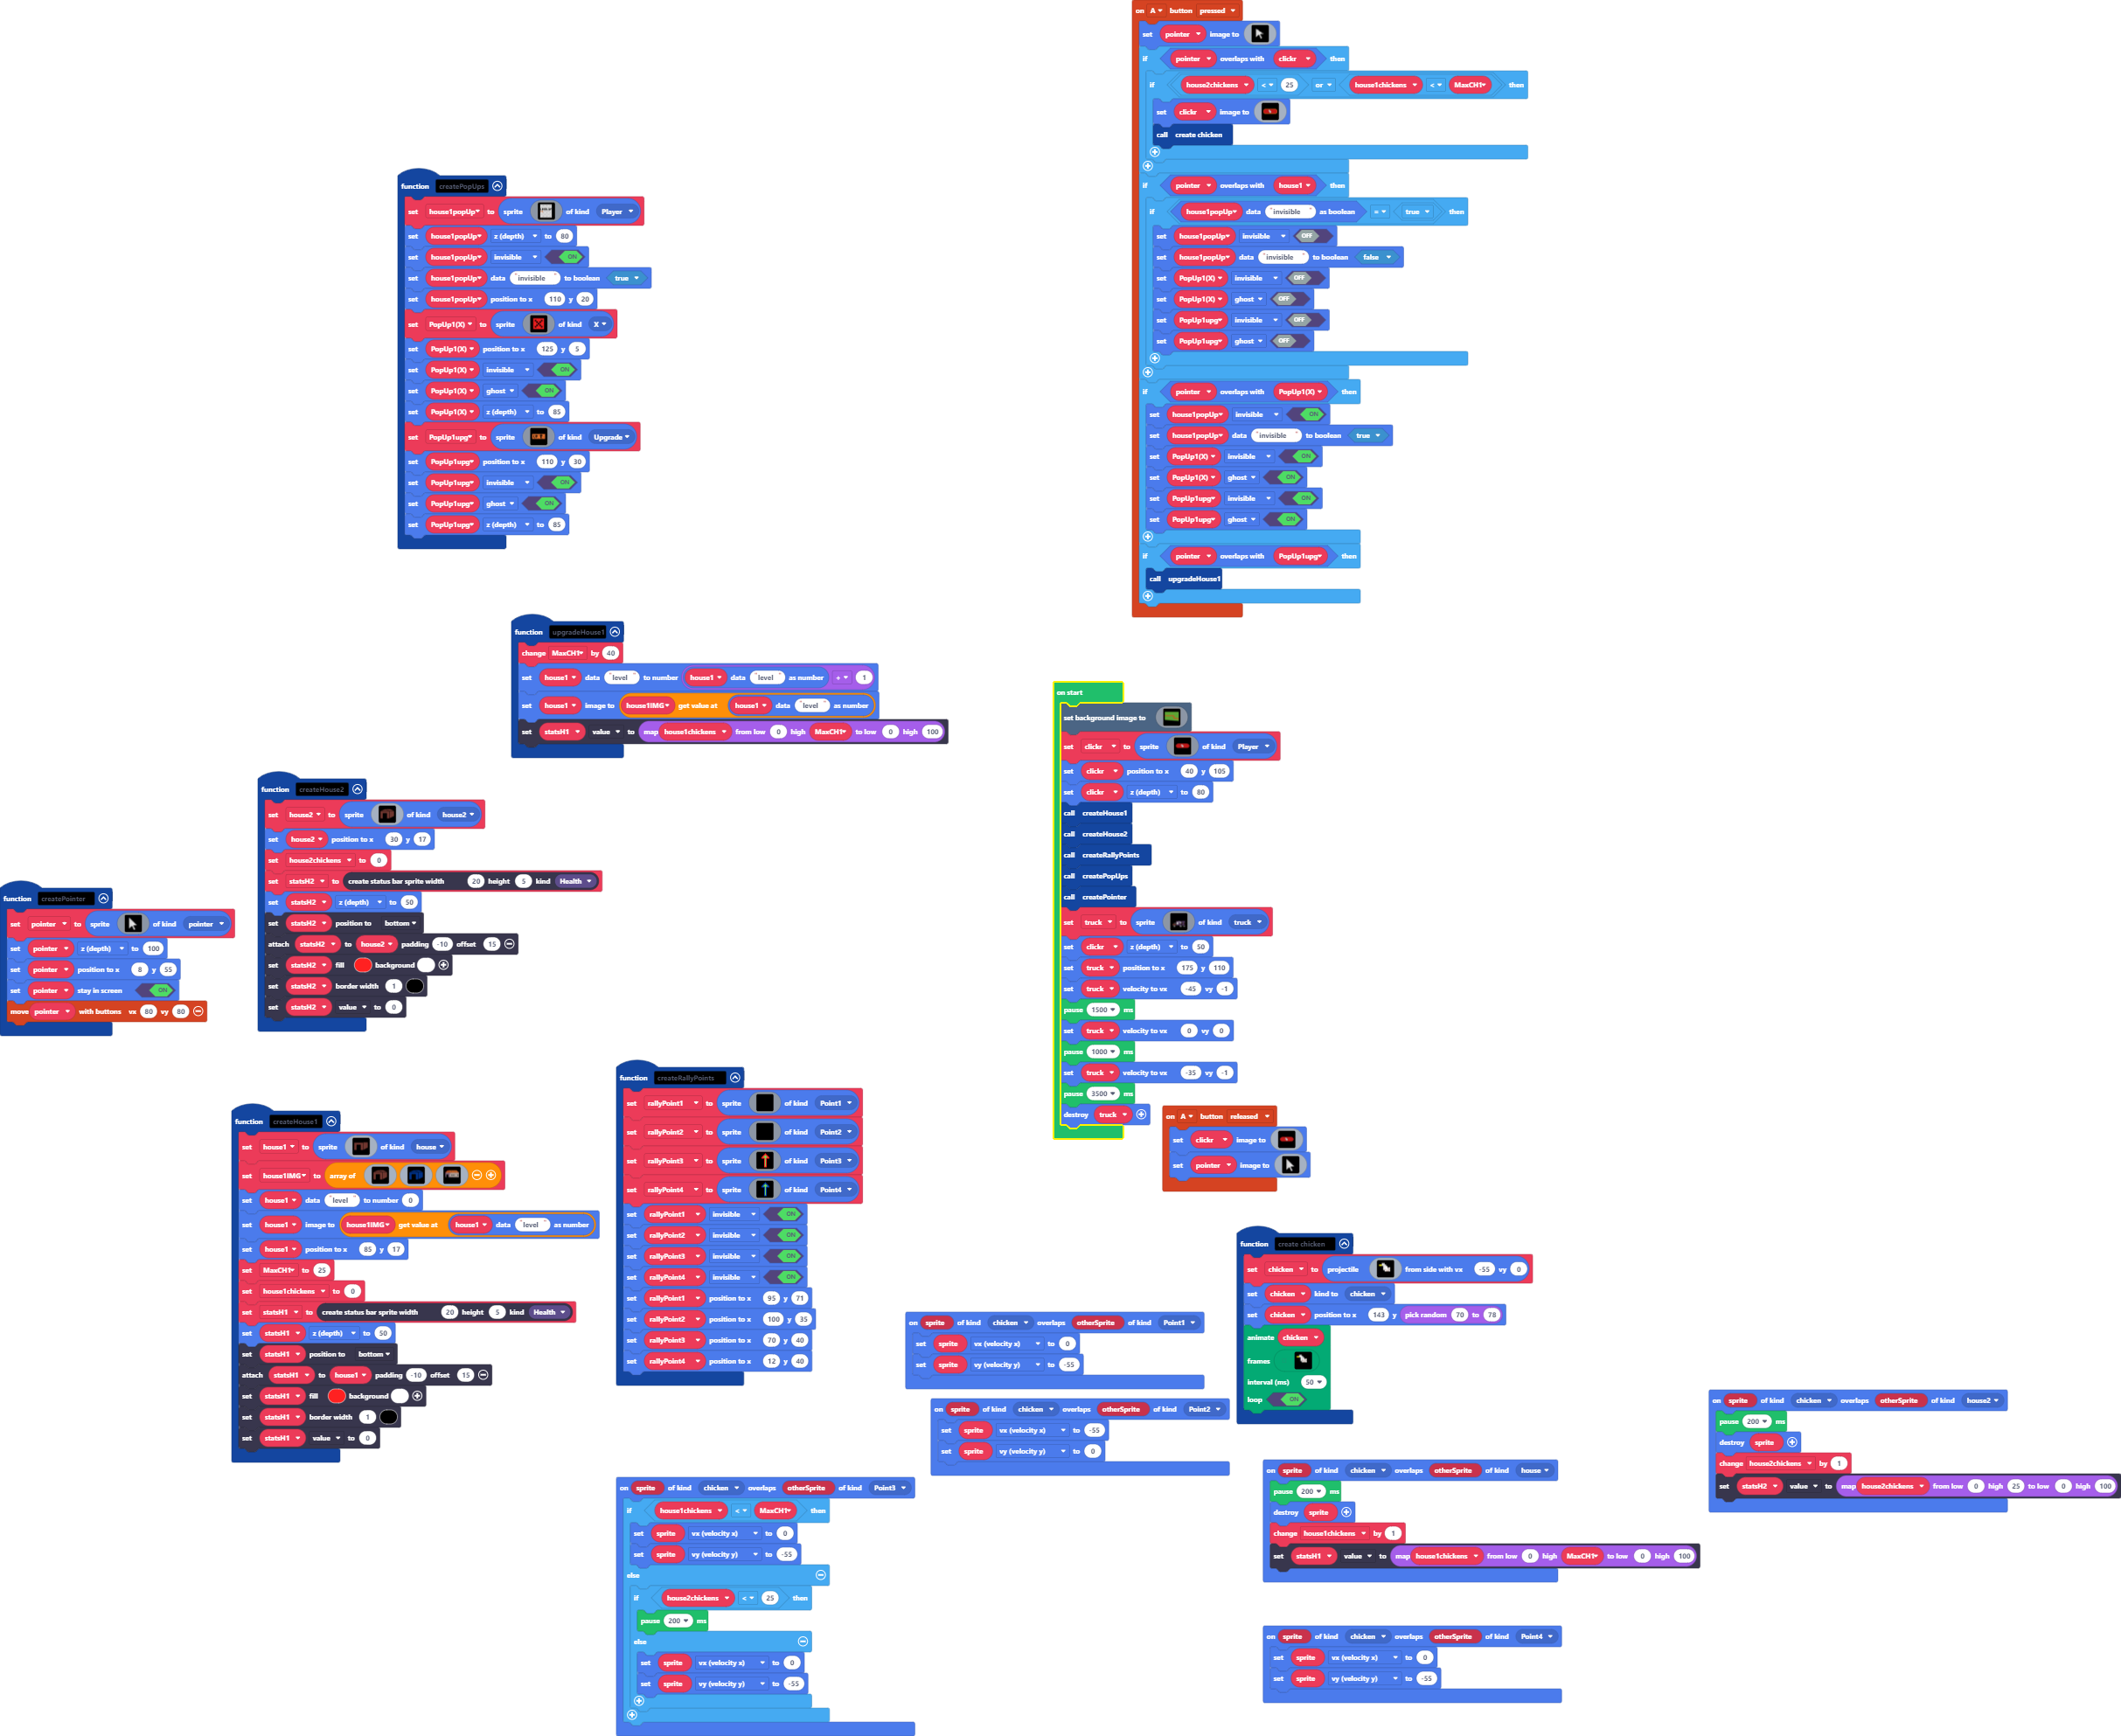 on A button pressed
set pointer image to
if pointer overlaps with clickr then
if house2chickens < 25 or house1chickens < MaxCH1 then
set clickr image to
call create chicken
if pointer overlaps with house1 then
if house1popUp data "invisible" as boolean = true then
set house1popUp invisible OFF
set house1popUp data "invisible" to boolean false
set PopUp1(X) invisible OFF
set PopUp1(X) ghost OFF
set PopUp1upg invisible OFF
set PopUp1upg ghost OFF
if pointer overlaps with PopUp1(X) then
set house1popUp invisible ON
set house1popUp data "invisible" to boolean true
set PopUp1(X) invisible ON
set PopUp1(X) ghost ON
set PopUp1upg invisible ON
set PopUp1upg ghost ON
if pointer overlaps with PopUp1upg then
call upgradeHouse1
function createPopUps
set house1popUp to sprite of kind Player
set house1popUp z (depth) to 80
set house1popUp invisible ON
set house1popUp data "invisible" to boolean true
set house1popUp position to x 110 y 20
set PopUp1(X) to sprite of kind X
set PopUp1(X) position to x 125 y 5
set PopUp1(X) invisible ON
set PopUp1(X) ghost ON
set PopUp1(X) z (depth) to 85
set PopUp1upg to sprite of kind Upgrade
set PopUp1upg position to x 110 y 30
set PopUp1upg invisible ON
set PopUp1upg ghost ON
set PopUp1upg z (depth) to 85
function upgradeHouse1
change MaxCH1 by 40
set house1 data "level" to number house1 data "level" as number + 1
set house1 image to house1IMG get value at house1 data "level" as number
set statsH1 value to map house1chickens from low 0 high MaxCH1 to low 0 high 100
on start
set background image to
set clickr to sprite of kind Player
set clickr position to x 40 y 105
set clickr z (depth) to 80
call createHouse1
call createHouse2
call createRallyPoints
call createPopUps
call createPointer
set truck to sprite of kind truck
set clickr z (depth) to 50
set truck position to x 175 y 110
set truck velocity to vx -45 vy -1
pause 1500 ms
set truck velocity to vx 0 vy 0
pause 1000 ms
set truck velocity to vx -35 vy -1
pause 3500 ms
destroy truck
function createHouse2
set house2 to sprite of kind house2
set house2 position to x 30 y 17
set house2chickens to 0
set statsH2 to create status bar sprite width 20 height 5 kind Health
set statsH2 z (depth) to 50
set statsH2 position to bottom
attach statsH2 to house2 padding -10 offset 15
set statsH2 fill background
set statsH2 border width 1
set statsH2 value to 0
function createPointer
set pointer to sprite of kind pointer
set pointer z (depth) to 100
set pointer position to x 8 y 55
set pointer stay in screen ON
move pointer with buttons vx 80 vy 80
function createRallyPoints
set rallyPoint1 to sprite of kind Point1
set rallyPoint2 to sprite of kind Point2
set rallyPoint3 to sprite of kind Point3
set rallyPoint4 to sprite of kind Point4
set rallyPoint1 invisible ON
set rallyPoint2 invisible ON
set rallyPoint3 invisible ON
set rallyPoint4 invisible ON
set rallyPoint1 position to x 95 y 71
set rallyPoint2 position to x 100 y 35
set rallyPoint3 position to x 70 y 40
set rallyPoint4 position to x 12 y 40
function createHouse1
set house1 to sprite of kind house
set house1IMG to array of
set house1 data "level" to number 0
set house1 image to house1IMG get value at house1 data "level" as number
set house1 position to x 85 y 17
set MaxCH1 to 25
set house1chickens to 0
set statsH1 to create status bar sprite width 20 height 5 kind Health
set statsH1 z (depth) to 50
set statsH1 position to bottom
attach statsH1 to house1 padding -10 offset 15
set statsH1 fill background
set statsH1 border width 1
set statsH1 value to 0
on A button released
set clickr image to
set pointer image to
function create chicken
set chicken to projectile from side with vx -55 vy 0
set chicken kind to chicken
set chicken position to x 143 y pick random 70 to 78
animate chicken
frames
interval (ms) 50
loop ON
on sprite of kind chicken overlaps otherSprite of kind Point1
set sprite vx (velocity x) to 0
set sprite vy (velocity y) to -55
on sprite of kind chicken overlaps otherSprite of kind Point2
set sprite vx (velocity x) to -55
set sprite vy (velocity y) to 0
on sprite of kind chicken overlaps otherSprite of kind house2
pause 200 ms
destroy sprite
change house2chickens by 1
set statsH2 value to map house2chickens from low 0 high 25 to low 0 high 100
on sprite of kind chicken overlaps otherSprite of kind house
pause 200 ms
destroy sprite
change house1chickens by 1
set statsH1 value to map house1chickens from low 0 high MaxCH1 to low 0 high 100
on sprite of kind chicken overlaps otherSprite of kind Point3
if house1chickens < MaxCH1 then
set sprite vx (velocity x) to 0
set sprite vy (velocity y) to -55
else
if house2chickens < 25 then
pause 200 ms
else
set sprite vx (velocity x) to 0
set sprite vy (velocity y) to -55
on sprite of kind chicken overlaps otherSprite of kind Point4
set sprite vx (velocity x) to 0
set sprite vy (velocity y) to -55